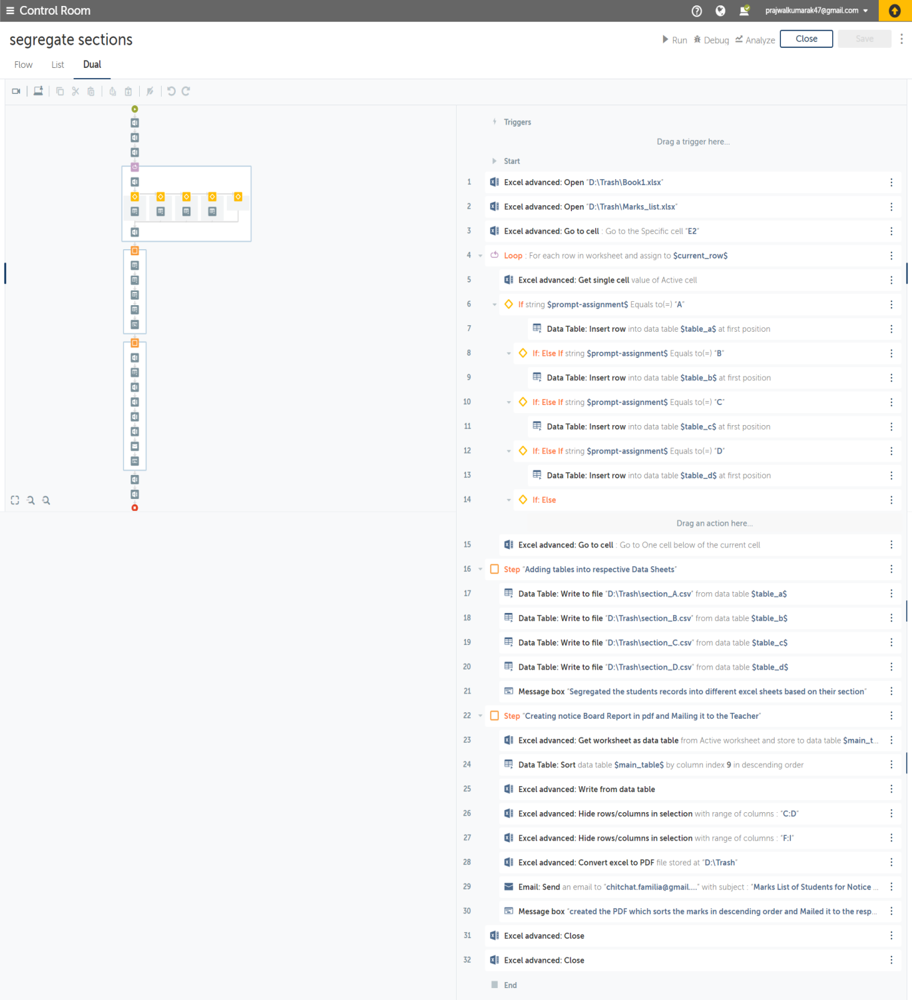 Control Room
prajwalkumarak47@gmail.com
segregate sections
Run Debug Analyze Close Save
Flow List Dual
Triggers
Drag a trigger here...
Start
1 Excel advanced: Open "D:\Trash\Book1.xlsx"
2 Excel advanced: Open "D:\Trash\Marks_list.xlsx"
3 Excel advanced: Go to cell : Go to the Specific cell "E2"
4 Loop : For each row in worksheet and assign to $current_row$
5 Excel advanced: Get single cell value of Active cell
6 If string $prompt-assignment$ Equals to(=) "A"
7 Data Table: Insert row into data table $table_a$ at first position
8 If: Else If string $prompt-assignment$ Equals to(=) "B"
9 Data Table: Insert row into data table $table_b$ at first position
10 If: Else If string $prompt-assignment$ Equals to(=) "C"
11 Data Table: Insert row into data table $table_c$ at first position
12 If: Else If string $prompt-assignment$ Equals to(=) "D"
13 Data Table: Insert row into data table $table_d$ at first position
14 If: Else
Drag an action here...
15 Excel advanced: Go to cell : Go to One cell below of the current cell
16 Step "Adding tables into respective Data Sheets"
17 Data Table: Write to file "D:\Trash\section_A.csv" from data table $table_a$
18 Data Table: Write to file "D:\Trash\section_B.csv" from data table $table_b$
19 Data Table: Write to file "D:\Trash\section_C.csv" from data table $table_c$
20 Data Table: Write to file "D:\Trash\section_D.csv" from data table $table_d$
21 Message box "Segregated the students records into different excel sheets based on their section"
22 Step "Creating notice Board Report in pdf and Mailing it to the Teacher"
23 Excel advanced: Get worksheet as data table from Active worksheet and store to data table $main_t...
24 Data Table: Sort data table $main_table$ by column index 9 in descending order
25 Excel advanced: Write from data table
26 Excel advanced: Hide rows/columns in selection with range of columns : "C:D"
27 Excel advanced: Hide rows/columns in selection with range of columns : "F:I"
28 Excel advanced: Convert excel to PDF file stored at "D:\Trash"
29 Email: Send an email to "chitchat.familia@gmail...." with subject : "Marks List of Students for Notice ...
30 Message box "created the PDF which sorts the marks in descending order and Mailed it to the resp...
31 Excel advanced: Close
32 Excel advanced: Close
End